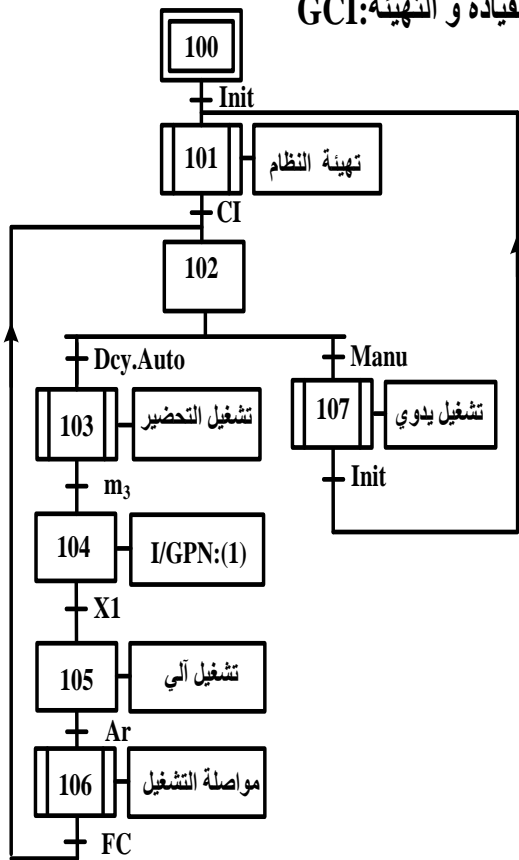 و التهيئة:GCI
100
Init
101
تهيئة النظام
CI
102
Dcy.Auto
Manu
103
تشغيل التحضير
107
تشغيل يدوي
m₃
Init
104
I/GPN:(1)
X1
105
تشغيل آلي
Ar
106
مواصلة التشغيل
FC